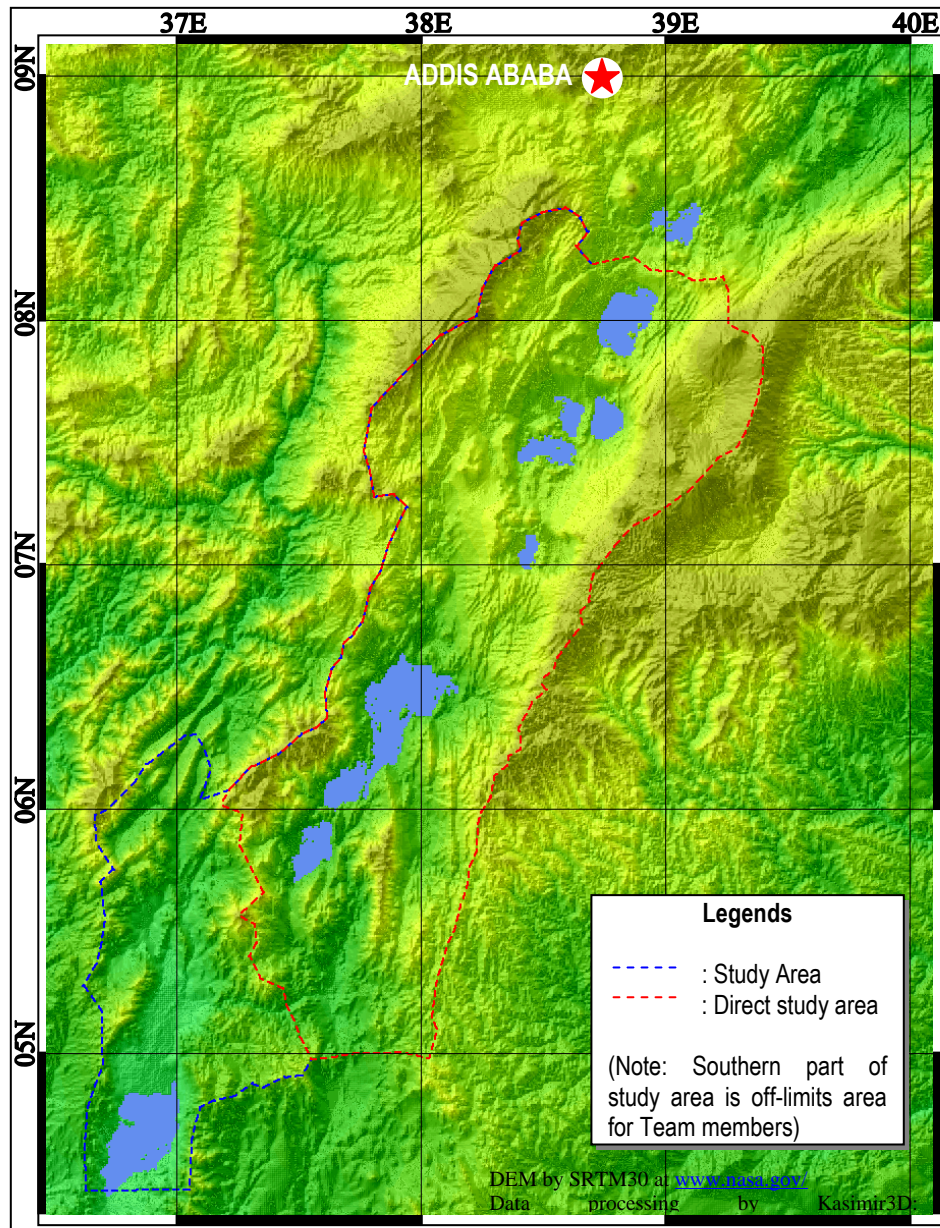 37E 38E 39E 40E
09N
ADDIS ABABA
08N
07N
06N
05N
Legends
: Study Area
: Direct study area
(Note: Southern part of
study area is off-limits area
for Team members)
DEM by SRTM30 at www.nasa.gov/
Data processing by Kasimir3D: